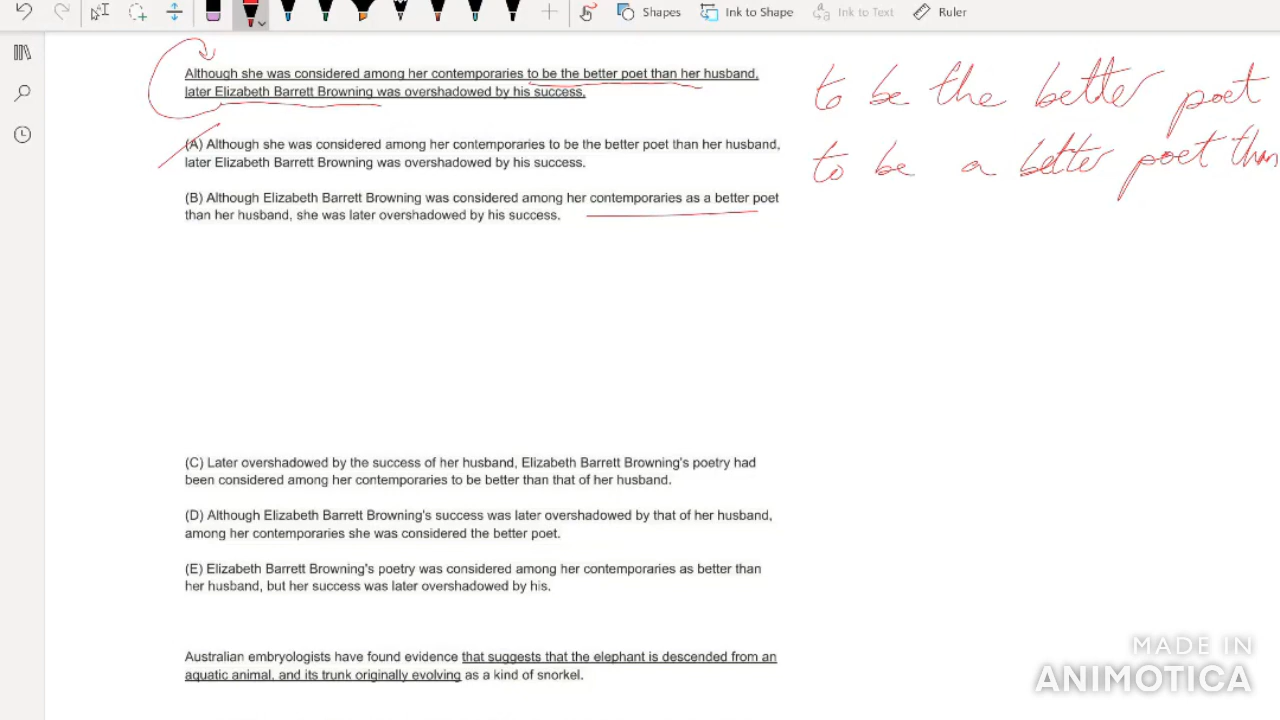 Shapes Ink to Shape Ink to Text Ruler
Although she was considered among her contemporaries to be the better poet than her husband,
later Elizabeth Barrett Browning was overshadowed by his success.
to be the better poet
to be a better poet than
(A) Although she was considered among her contemporaries to be the better poet than her husband,
later Elizabeth Barrett Browning was overshadowed by his success.
(B) Although Elizabeth Barrett Browning was considered among her contemporaries as a better poet
than her husband, she was later overshadowed by his success.
(C) Later overshadowed by the success of her husband, Elizabeth Barrett Browning's poetry had
been considered among her contemporaries to be better than that of her husband.
(D) Although Elizabeth Barrett Browning's success was later overshadowed by that of her husband,
among her contemporaries she was considered the better poet.
(E) Elizabeth Barrett Browning's poetry was considered among her contemporaries as better than
her husband, but her success was later overshadowed by his.
Australian embryologists have found evidence that suggests that the elephant is descended from an
aquatic animal, and its trunk originally evolving as a kind of snorkel.
MADE IN
ANIMOTICA